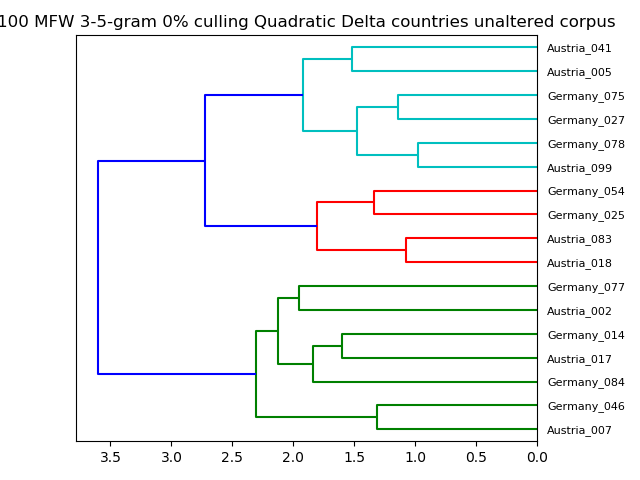 100 MFW 3-5-gram 0% culling Quadratic Delta countries unaltered corpus
Austria_041
Austria_005
Germany_075
Germany_027
Germany_078
Austria_099
Germany_054
Germany_025
Austria_083
Austria_018
Germany_077
Austria_002
Germany_014
Austria_017
Germany_084
Germany_046
Austria_007
3.5 3.0 2.5 2.0 1.5 1.0 0.5 0.0